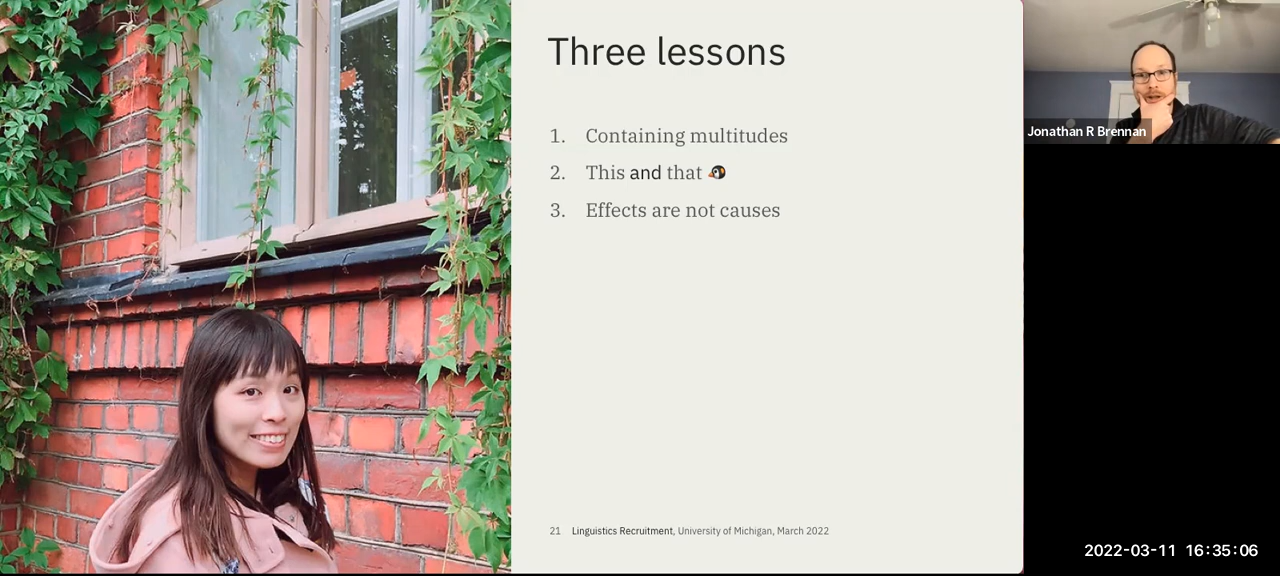 Three lessons
1. Containing multitudes
2. This and that
3. Effects are not causes
21 Linguistics Recruitment, University of Michigan, March 2022
Jonathan R Brennan
2022-03-11 16:35:06